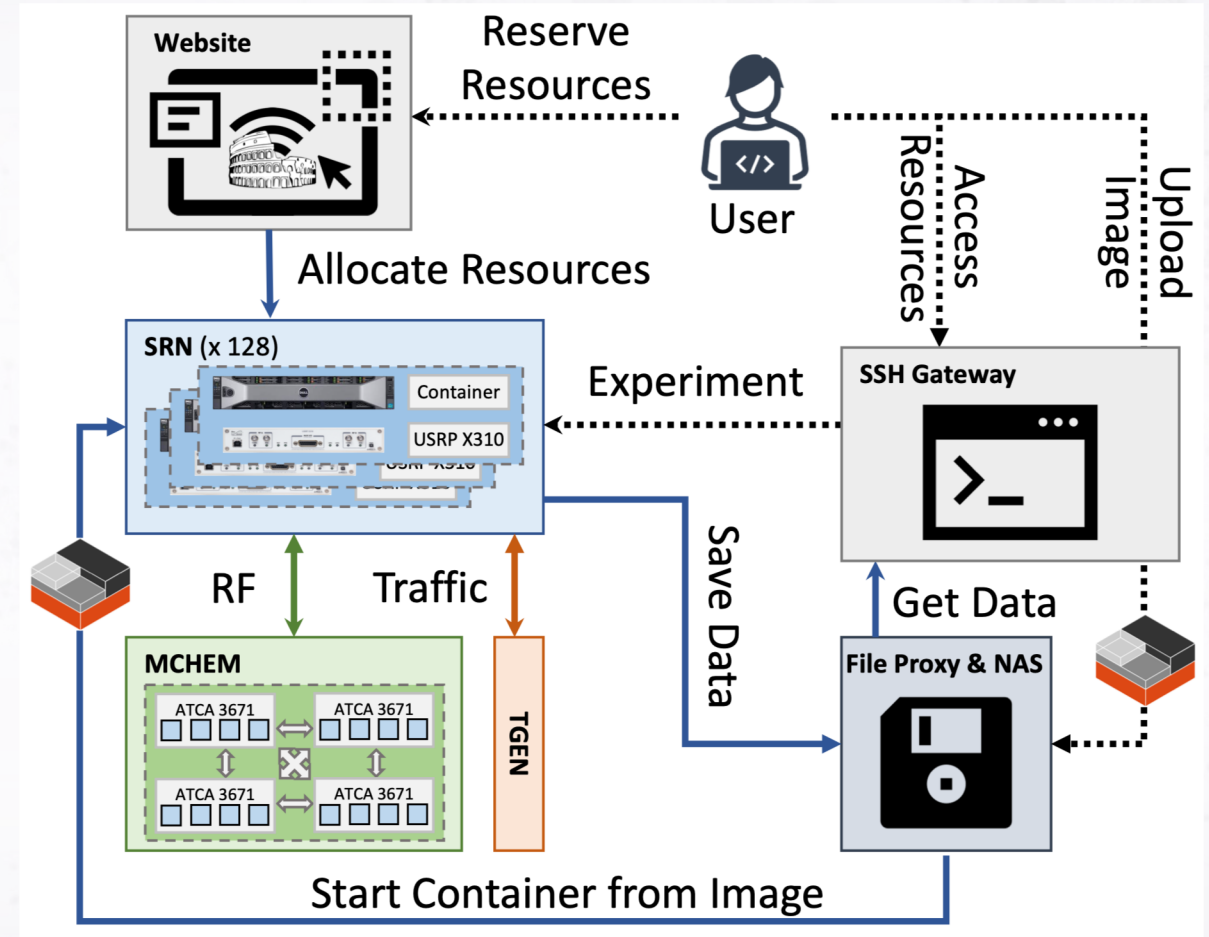 Website
Reserve
Resources
</>
User
Access
Resources
Upload
Image
Allocate Resources
SRN (x 128)
Container
USRP X310
USRP X310
Experiment
SSH Gateway
>_
RF
Traffic
Save Data
Get Data
MCHEM
ATCA 3671
ATCA 3671
ATCA 3671
ATCA 3671
TGEN
File Proxy & NAS
Start Container from Image